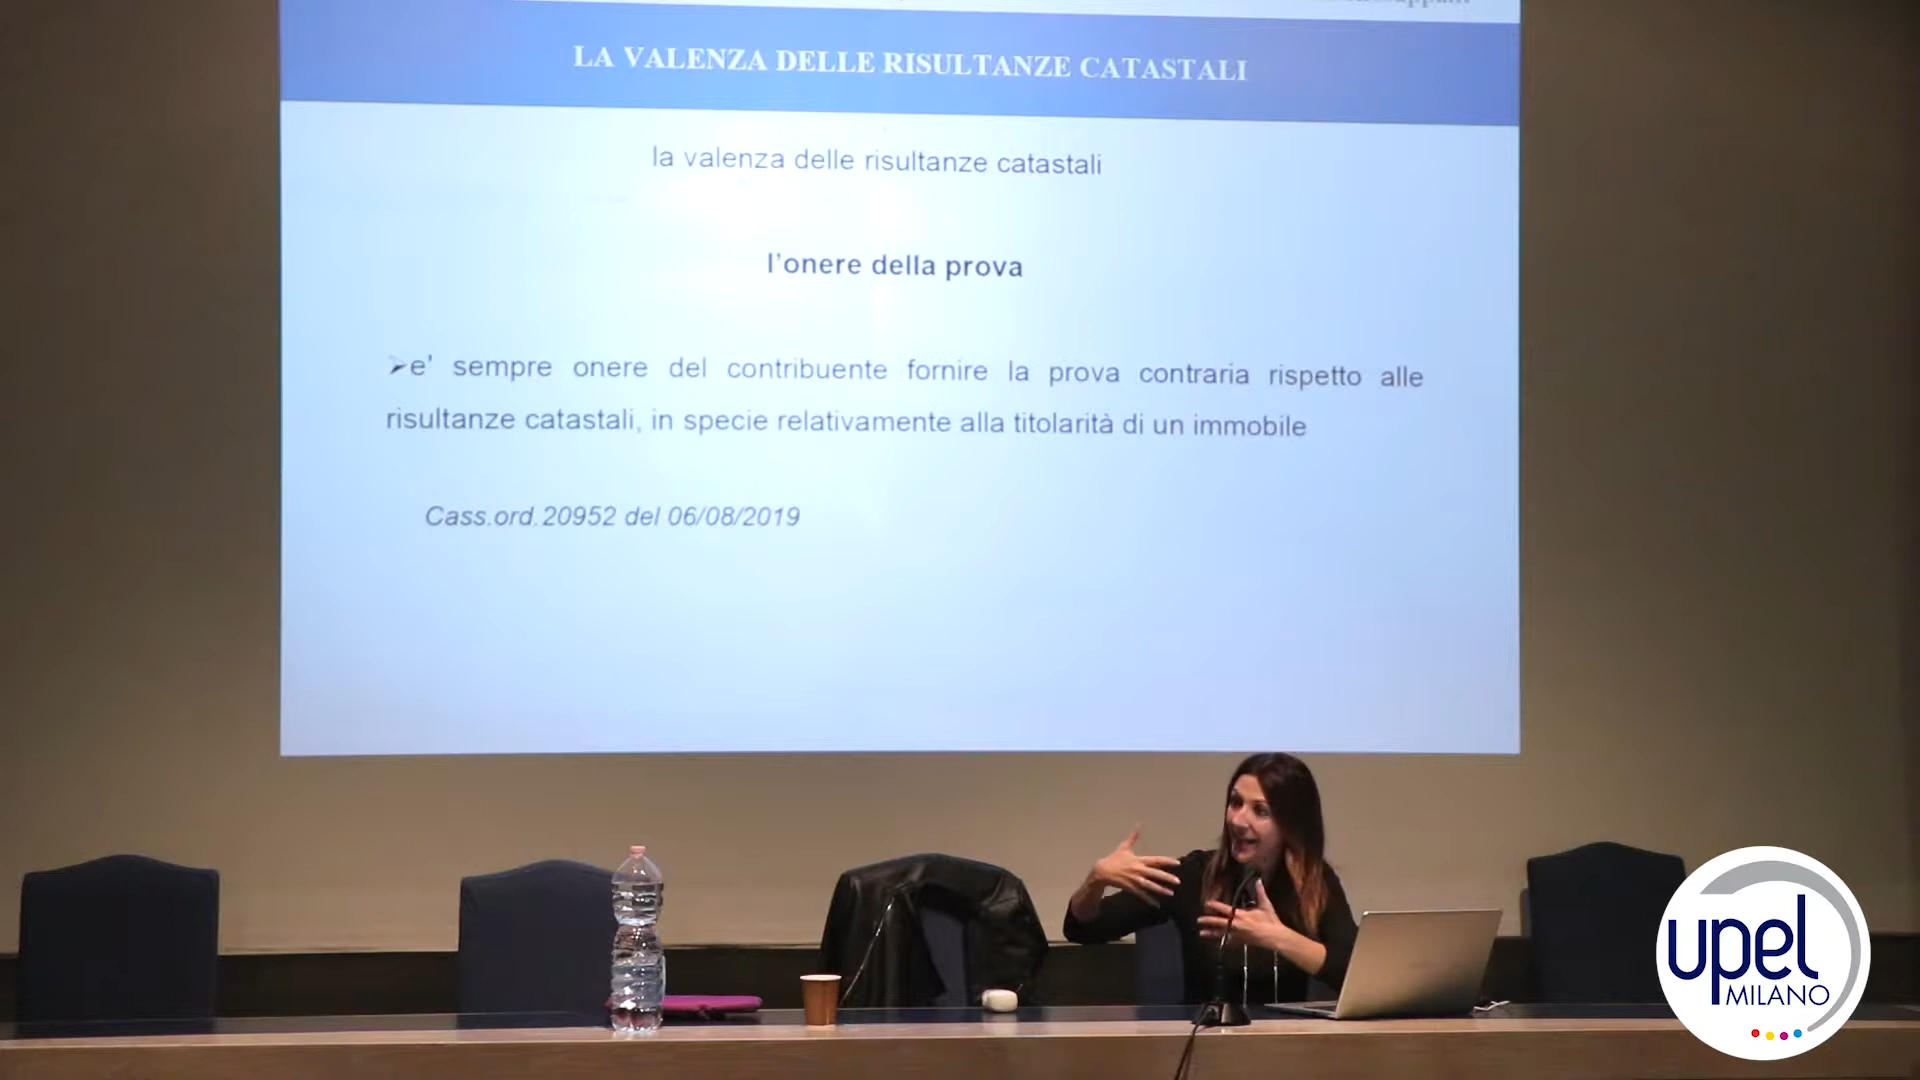 LA VALENZA DELLE RISULTANZE CATASTALI
la valenza delle risultanze catastali
l'onere della prova
➢e' sempre onere del contribuente fornire la prova contraria rispetto alle
risultanze catastali, in specie relativamente alla titolarità di un immobile
Cass.ord.20952 del 06/08/2019
upel
MILANO